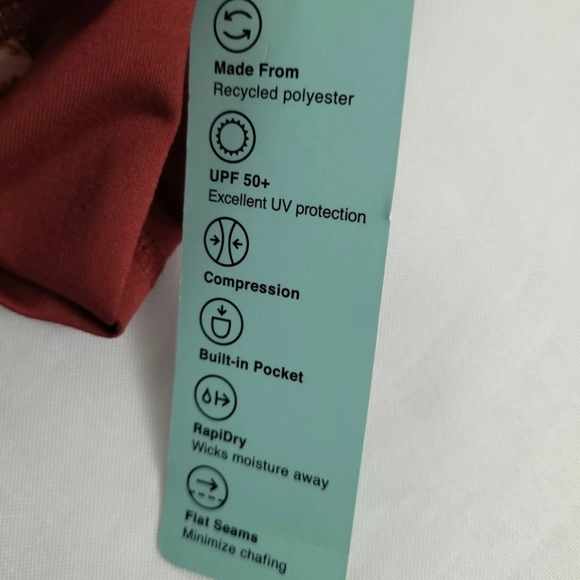 Made From
Recycled polyester
UPF 50+
Excellent UV protection
Compression
Built-in Pocket
RapiDry
Wicks moisture away
Flat Seams
Minimize chafing